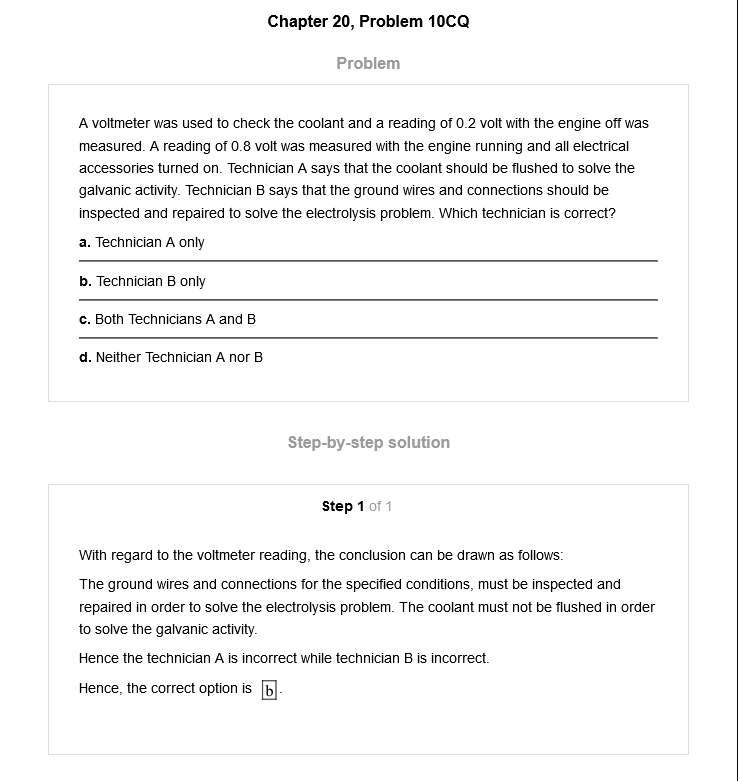 Chapter 20, Problem 10CQ
Problem
A voltmeter was used to check the coolant and a reading of 0.2 volt with the engine off was
measured. A reading of 0.8 volt was measured with the engine running and all electrical
accessories turned on. Technician A says that the coolant should be flushed to solve the
galvanic activity. Technician B says that the ground wires and connections should be
inspected and repaired to solve the electrolysis problem. Which technician is correct?
a. Technician A only
b. Technician B only
c. Both Technicians A and B
d. Neither Technician A nor B
Step-by-step solution
Step 1 of 1
With regard to the voltmeter reading, the conclusion can be drawn as follows:
The ground wires and connections for the specified conditions, must be inspected and
repaired in order to solve the electrolysis problem. The coolant must not be flushed in order
to solve the galvanic activity.
Hence the technician A is incorrect while technician B is incorrect.
Hence, the correct option is b.